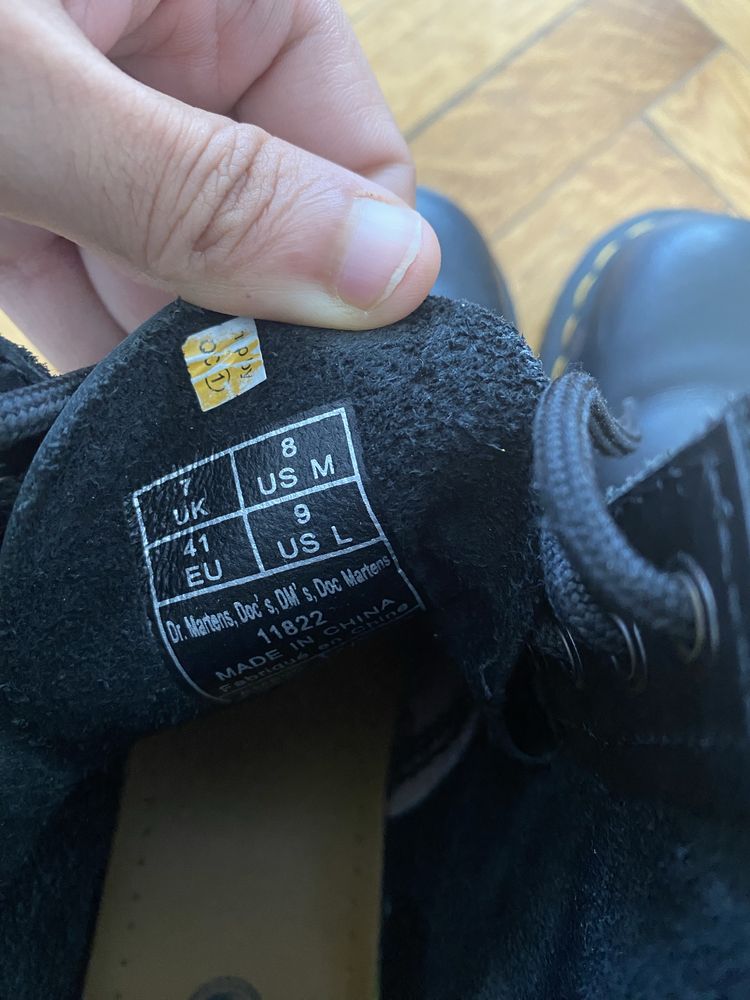 7
UK
8
US M
41
EU
9
US L
Dr. Martens, Doc's, DM's, Doc Martens
11822
MADE IN CHINA
Fabriqué en Chine